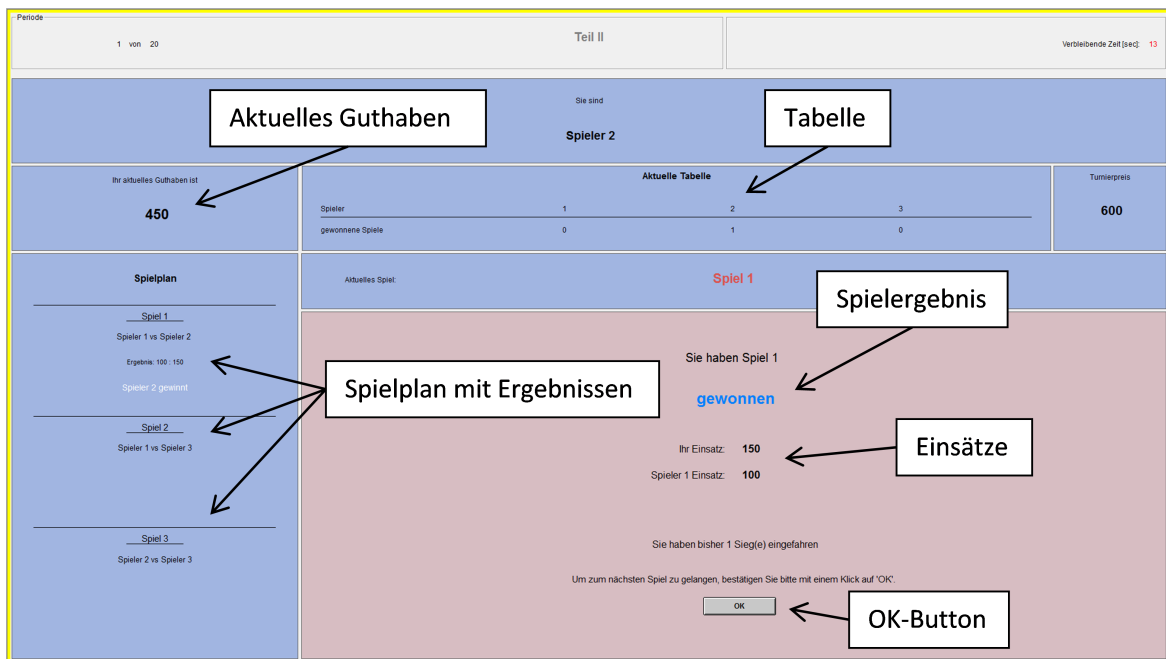 Periode
1 von 20
Teil II
Verbleibende Zeit [sec]: 13
Sie sind
Spieler 2
Aktuelles Guthaben
Tabelle
Ihr aktuelles Guthaben ist
450
Aktuelle Tabelle
Spieler 1 2 3
gewonnene Spiele 0 1 0
Turnierpreis
600
Spielplan
Spiel 1
Spieler 1 vs Spieler 2
Ergebnis: 100 : 150
Spieler 2 gewinnt
Spiel 2
Spieler 1 vs Spieler 3
Spiel 3
Spieler 2 vs Spieler 3
Spielplan mit Ergebnissen
Aktuelles Spiel: Spiel 1
Spielergebnis
Sie haben Spiel 1
gewonnen
Ihr Einsatz: 150
Spieler 1 Einsatz: 100
Einsätze
Sie haben bisher 1 Sieg(e) eingefahren
Um zum nächsten Spiel zu gelangen, bestätigen Sie bitte mit einem Klick auf 'OK'.
OK
OK-Button